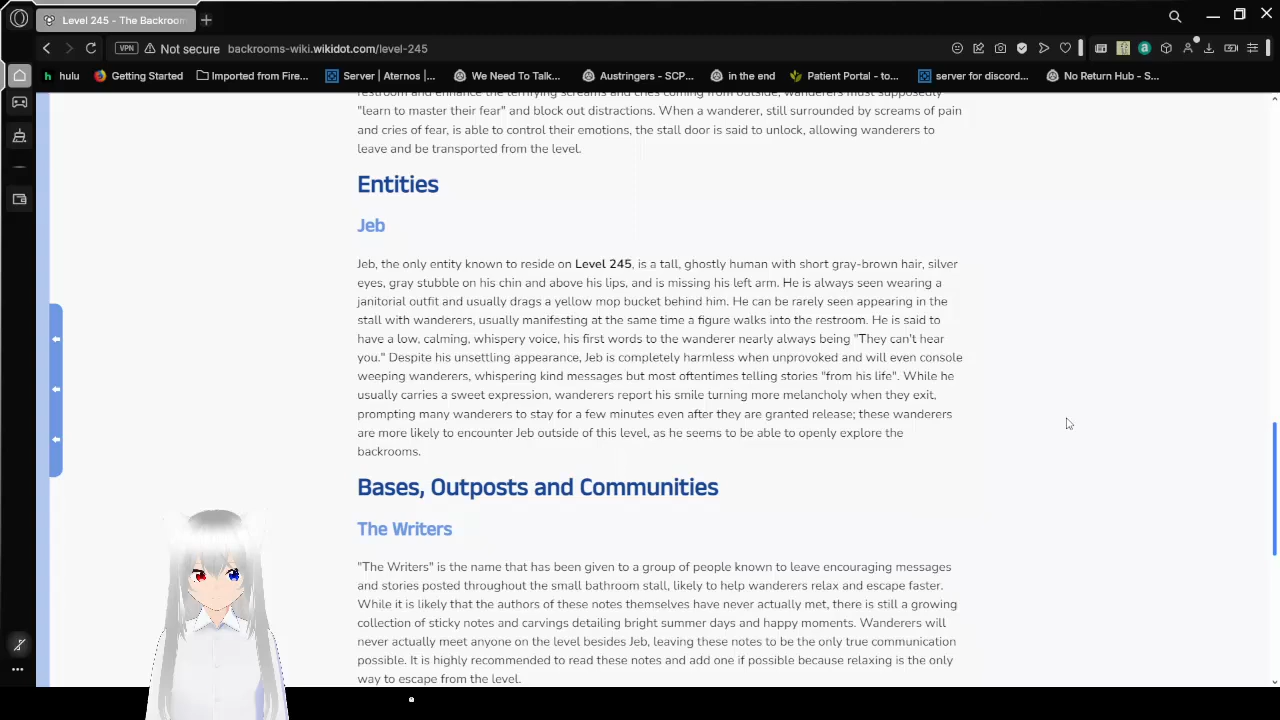 Level 245 - The Backroom
VPN
Not secure
backrooms-wiki.wikidot.com/level-245
hulu
Getting Started
Imported from Fire...
Server | Aternos |...
We Need To Talk...
Austringers - SCP...
in the end
Patient Portal - to...
server for discord...
No Return Hub - S...
restroom and enhance the terrifying screams and cries coming from outside, wanderers must supposedly
"learn to master their fear" and block out distractions. When a wanderer, still surrounded by screams of pain
and cries of fear, is able to control their emotions, the stall door is said to unlock, allowing wanderers to
leave and be transported from the level.
Entities
Jeb
Jeb, the only entity known to reside on Level 245, is a tall, ghostly human with short gray-brown hair, silver
eyes, gray stubble on his chin and above his lips, and is missing his left arm. He is always seen wearing a
janitorial outfit and usually drags a yellow mop bucket behind him. He can be rarely seen appearing in the
stall with wanderers, usually manifesting at the same time a figure walks into the restroom. He is said to
have a low, calming, whispery voice, his first words to the wanderer nearly always being "They can't hear
you." Despite his unsettling appearance, Jeb is completely harmless when unprovoked and will even console
weeping wanderers, whispering kind messages but most oftentimes telling stories "from his life". While he
usually carries a sweet expression, wanderers report his smile turning more melancholy when they exit,
prompting many wanderers to stay for a few minutes even after they are granted release; these wanderers
are more likely to encounter Jeb outside of this level, as he seems to be able to openly explore the
backrooms.
Bases, Outposts and Communities
The Writers
"The Writers" is the name that has been given to a group of people known to leave encouraging messages
and stories posted throughout the small bathroom stall, likely to help wanderers relax and escape faster.
While it is likely that the authors of these notes themselves have never actually met, there is still a growing
collection of sticky notes and carvings detailing bright summer days and happy moments. Wanderers will
never actually meet anyone on the level besides Jeb, leaving these notes to be the only true communication
possible. It is highly recommended to read these notes and add one if possible because relaxing is the only
way to escape from the level.